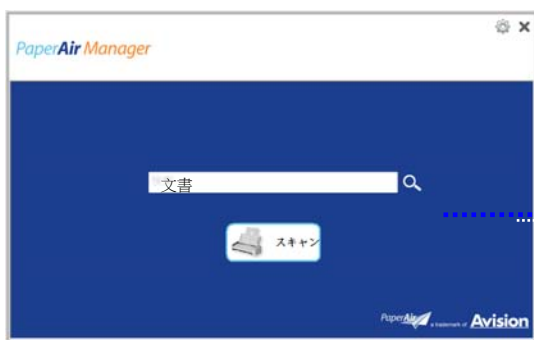 PaperAir Manager
文書
スキャン
PaperAir a trademark of Avision